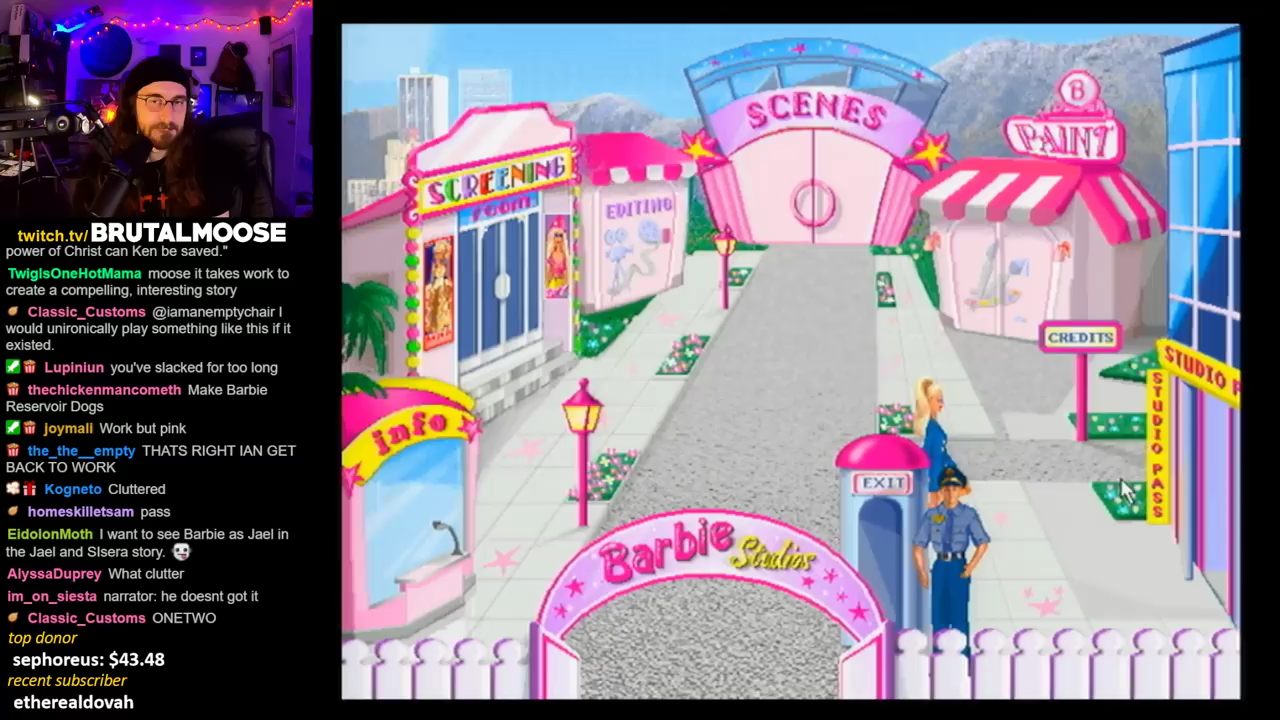 twitch.tv/BRUTALMOOSE
power of Christ can Ken be saved."
TwigIsOneHotMama moose it takes work to
create a compelling, interesting story
Classic_Customs @iamanemptychair I
would unironically play something like this if it
existed.
Lupiniun you've slacked for too long
thechickenmancometh Make Barbie
Reservoir Dogs
joymali Work but pink
the_the__empty THATS RIGHT IAN GET
BACK TO WORK
Kogneto Cluttered
homeskilletsam pass
EidolonMoth I want to see Barbie as Jael in
the Jael and SIsera story.
AlyssaDuprey What clutter
im_on_siesta narrator: he doesnt got it
Classic_Customs ONETWO
top donor
sephoreus: $43.48
recent subscriber
etherealdovah
SCENES
B
PAINT
SCREENING
room
EDITING
CREDITS
STUDIO
STUDIO PASS
info
EXIT
Barbie Studios